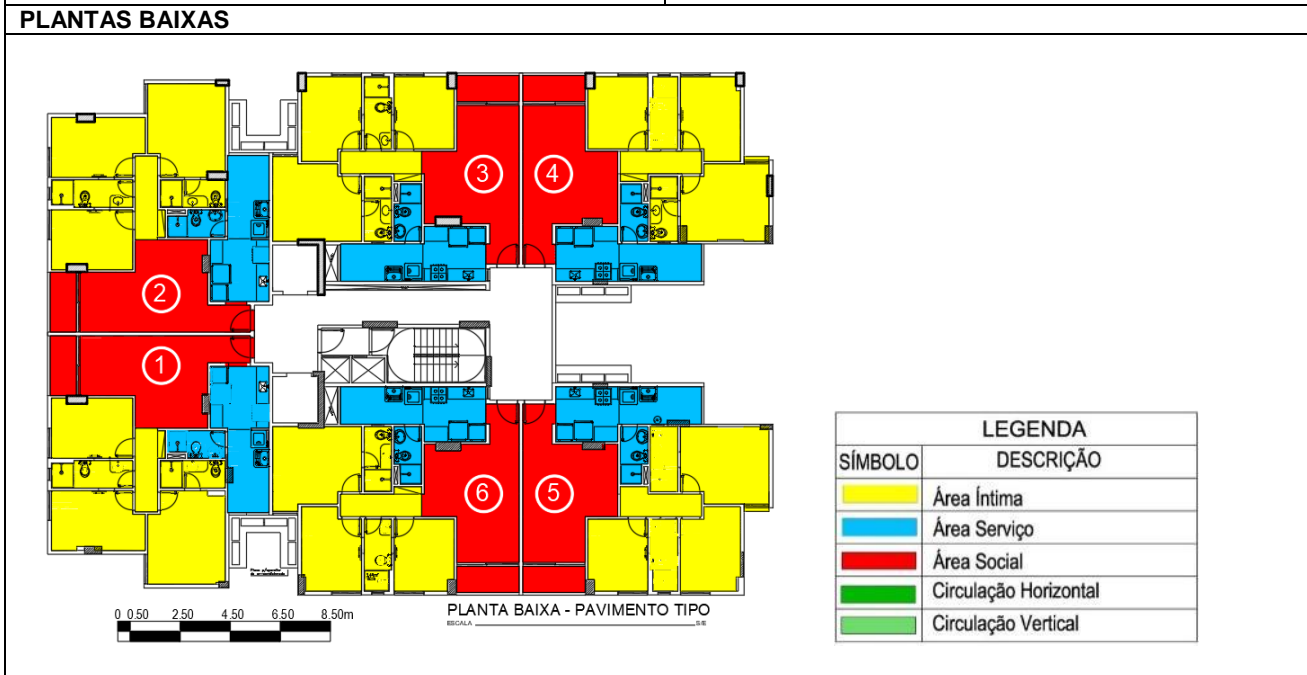 PLANTAS BAIXAS
3
4
2
1
6
5
0 0.50 2.50 4.50 6.50 8.50m
PLANTA BAIXA - PAVIMENTO TIPO
ESCALA S/E
LEGENDA
SÍMBOLO DESCRIÇÃO
Área Íntima
Área Serviço
Área Social
Circulação Horizontal
Circulação Vertical